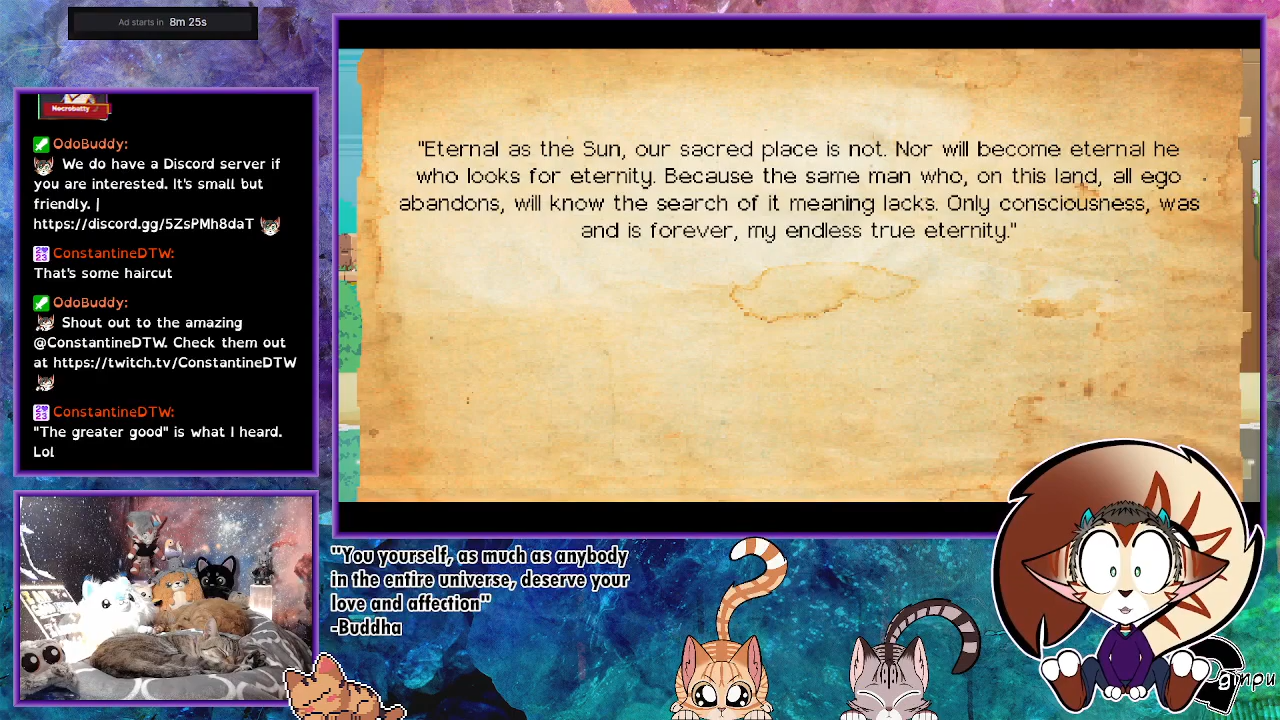 Ad starts in 8m 25s
Necrobatty
OdoBuddy:
We do have a Discord server if
you are interested. It's small but
friendly. |
https://discord.gg/5ZsPMh8daT
ConstantineDTW:
That's some haircut
OdoBuddy:
Shout out to the amazing
@ConstantineDTW. Check them out
at https://twitch.tv/ConstantineDTW
ConstantineDTW:
"The greater good" is what I heard.
Lol
"Eternal as the Sun, our sacred place is not. Nor will become eternal he
who looks for eternity. Because the same man who, on this land, all ego
abandons, will know the search of it meaning lacks. Only consciousness, was
and is forever, my endless true eternity."
"You yourself, as much as anybody
in the entire universe, deserve your
love and affection"
-Buddha